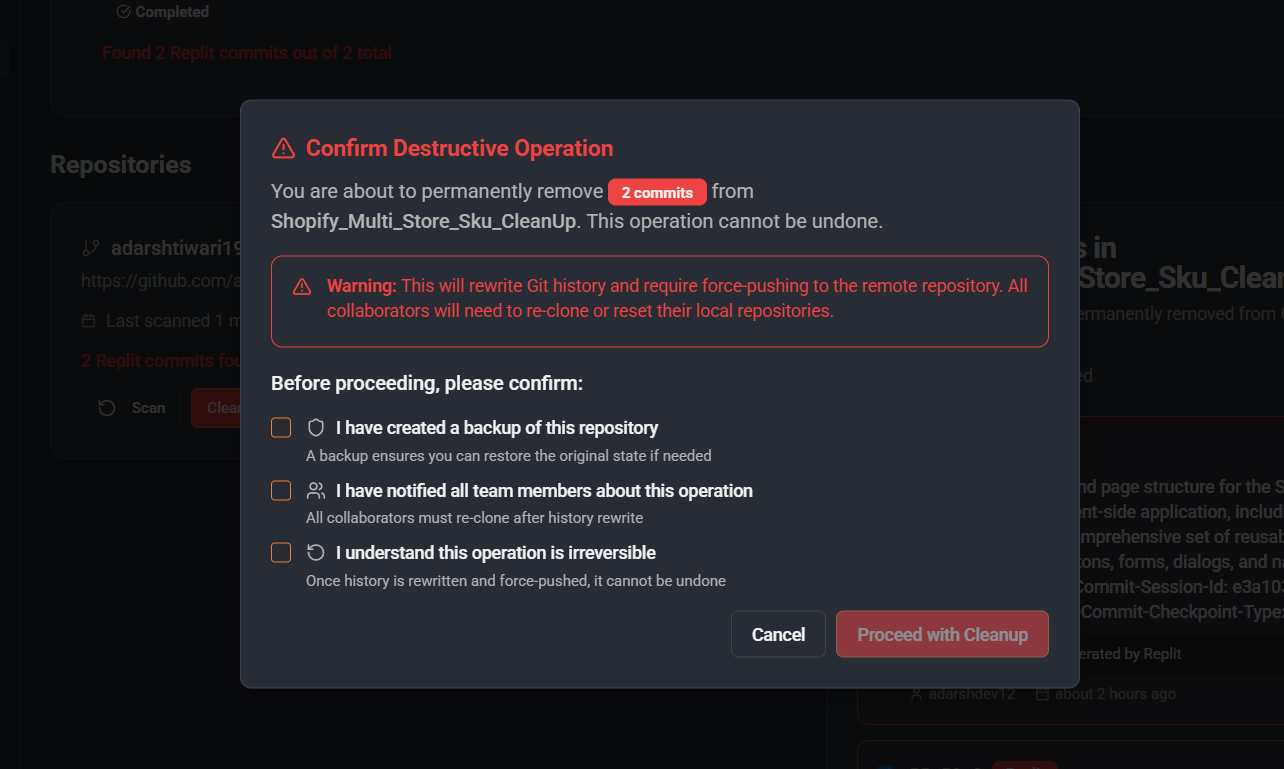 Completed
Found 2 Replit commits out of 2 total
Repositories
adarshtiwari19
https://github.com/a
Last scanned 1 m
2 Replit commits fou
Scan
Clean
Confirm Destructive Operation
You are about to permanently remove 2 commits from
Shopify_Multi_Store_Sku_CleanUp. This operation cannot be undone.
Warning: This will rewrite Git history and require force-pushing to the remote repository. All
collaborators will need to re-clone or reset their local repositories.
Before proceeding, please confirm:
I have created a backup of this repository
A backup ensures you can restore the original state if needed
I have notified all team members about this operation
All collaborators must re-clone after history rewrite
I understand this operation is irreversible
Once history is rewritten and force-pushed, it cannot be undone
Cancel
Proceed with Cleanup
s in
Store_Sku_Clean
ermanently removed from
ed
nd page structure for the S
ent-side application, includ
mprehensive set of reusab
tons, forms, dialogs, and na
Commit-Session-Id: e3a103
-Commit-Checkpoint-Type:
erated by Replit
adarshdev12
about 2 hours ago